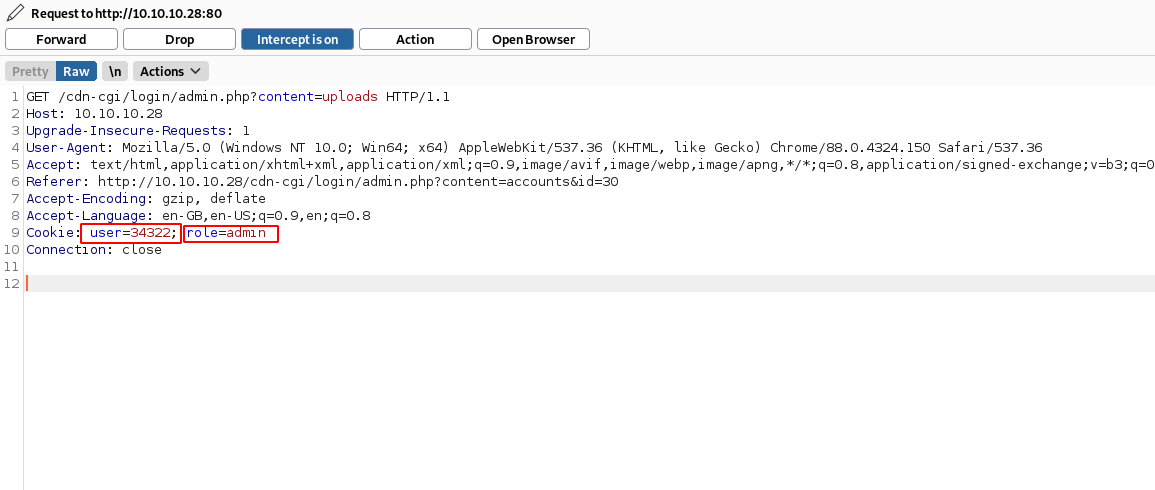 Request to http://10.10.10.28:80
Forward Drop Intercept is on Action Open Browser
Pretty Raw \n Actions
1 GET /cdn-cgi/login/admin.php?content=uploads HTTP/1.1
2 Host: 10.10.10.28
3 Upgrade-Insecure-Requests: 1
4 User-Agent: Mozilla/5.0 (Windows NT 10.0; Win64; x64) AppleWebKit/537.36 (KHTML, like Gecko) Chrome/88.0.4324.150 Safari/537.36
5 Accept: text/html,application/xhtml+xml,application/xml;q=0.9,image/avif,image/webp,image/apng,*/*;q=0.8,application/signed-exchange;v=b3;q=0
6 Referer: http://10.10.10.28/cdn-cgi/login/admin.php?content=accounts&id=30
7 Accept-Encoding: gzip, deflate
8 Accept-Language: en-GB,en-US;q=0.9,en;q=0.8
9 Cookie: user=34322; role=admin
10 Connection: close
11
12